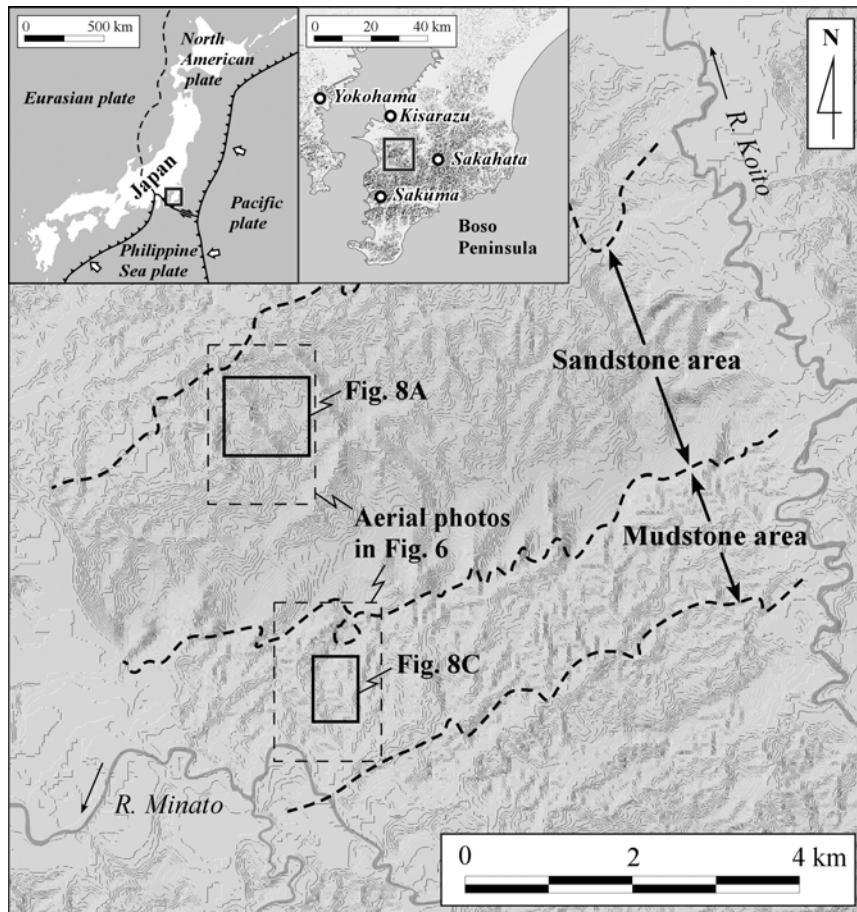 0 500 km
North
American
plate
Eurasian plate
Japan
Pacific
plate
Philippine
Sea plate
0 20 40 km
Yokohama
Kisarazu
Sakahata
Sakuma
Boso
Peninsula
N
R. Koito
Sandstone area
Fig. 8A
Aerial photos
in Fig. 6
Mudstone area
Fig. 8C
R. Minato
0 2 4 km